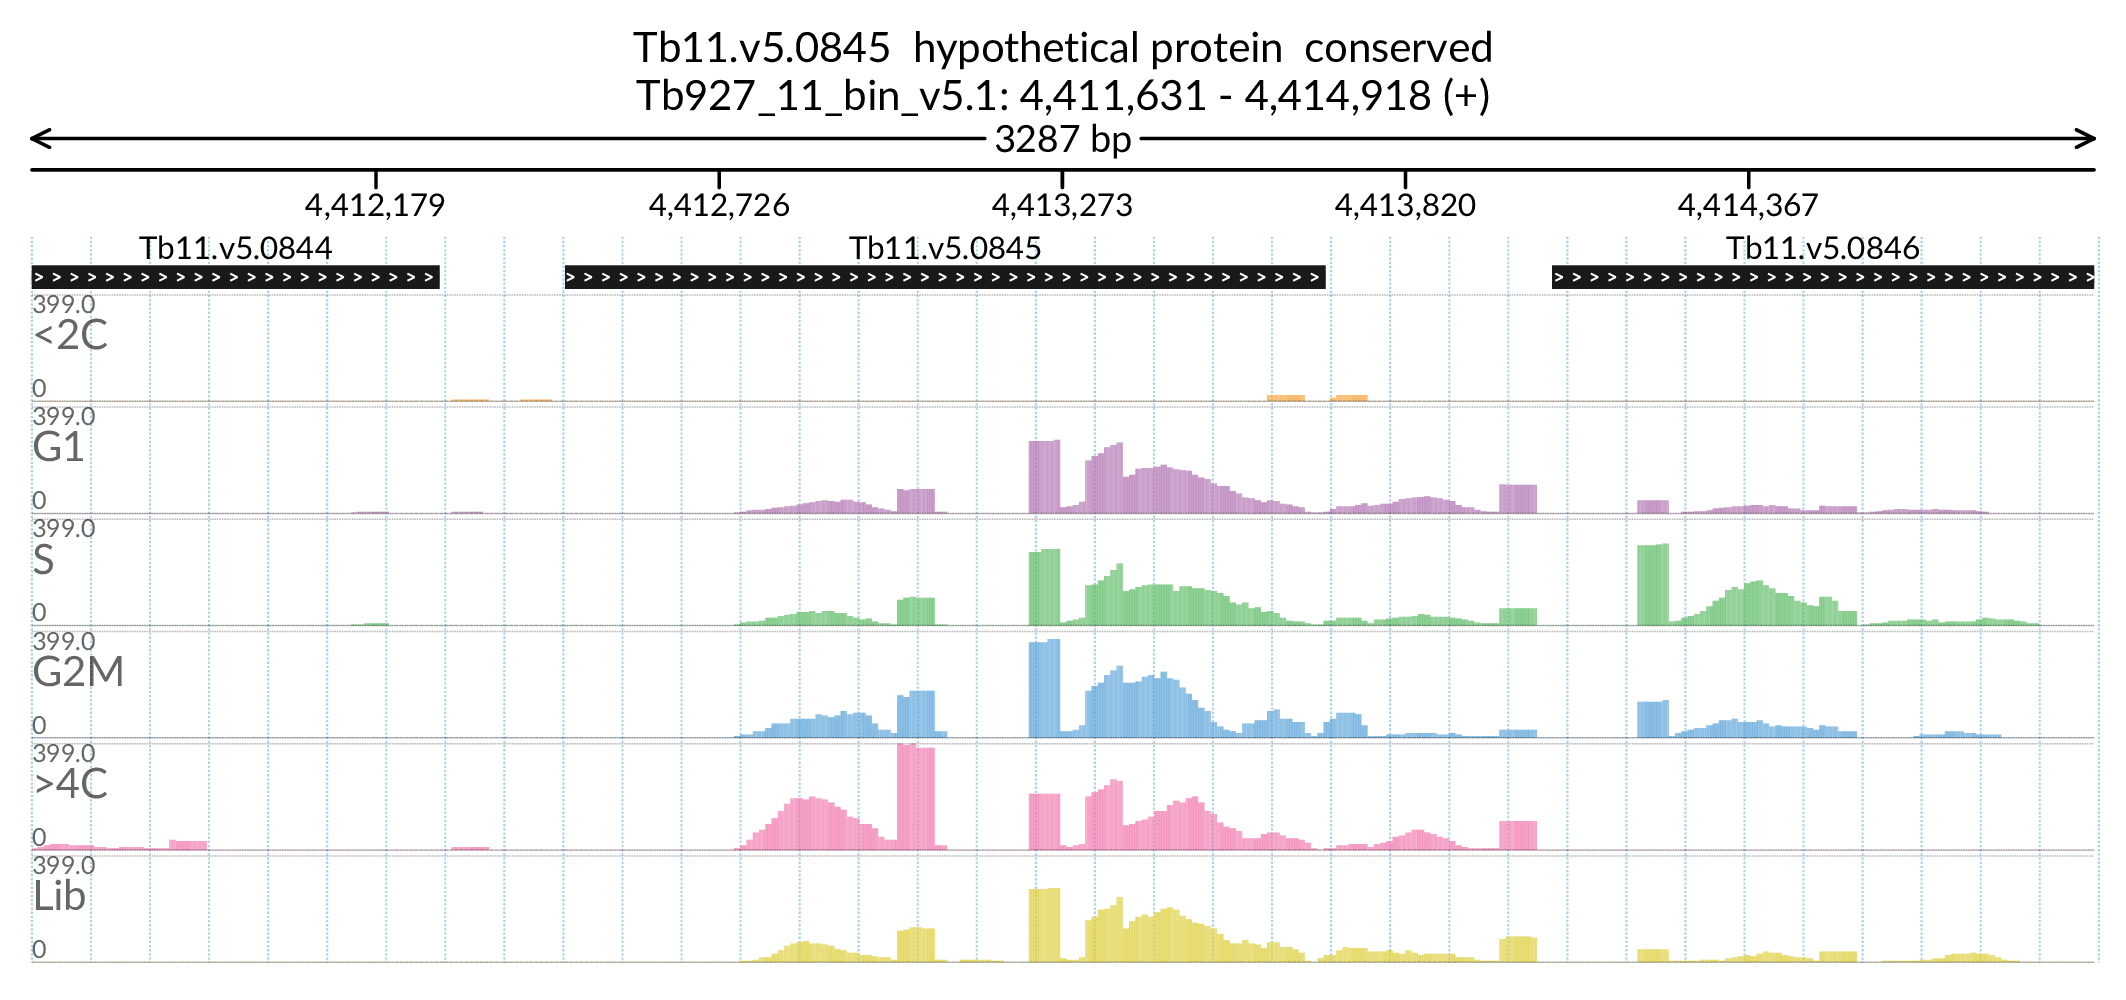 Tb11.v5.0845 hypothetical protein conserved
Tb927_11_bin_v5.1: 4,411,631 - 4,414,918 (+)
3287 bp
4,412,179 4,412,726 4,413,273 4,413,820 4,414,367
Tb11.v5.0844 Tb11.v5.0845 Tb11.v5.0846
399.0
<2C
0
399.0
G1
0
399.0
S
0
399.0
G2M
0
399.0
>4C
0
399.0
Lib
0